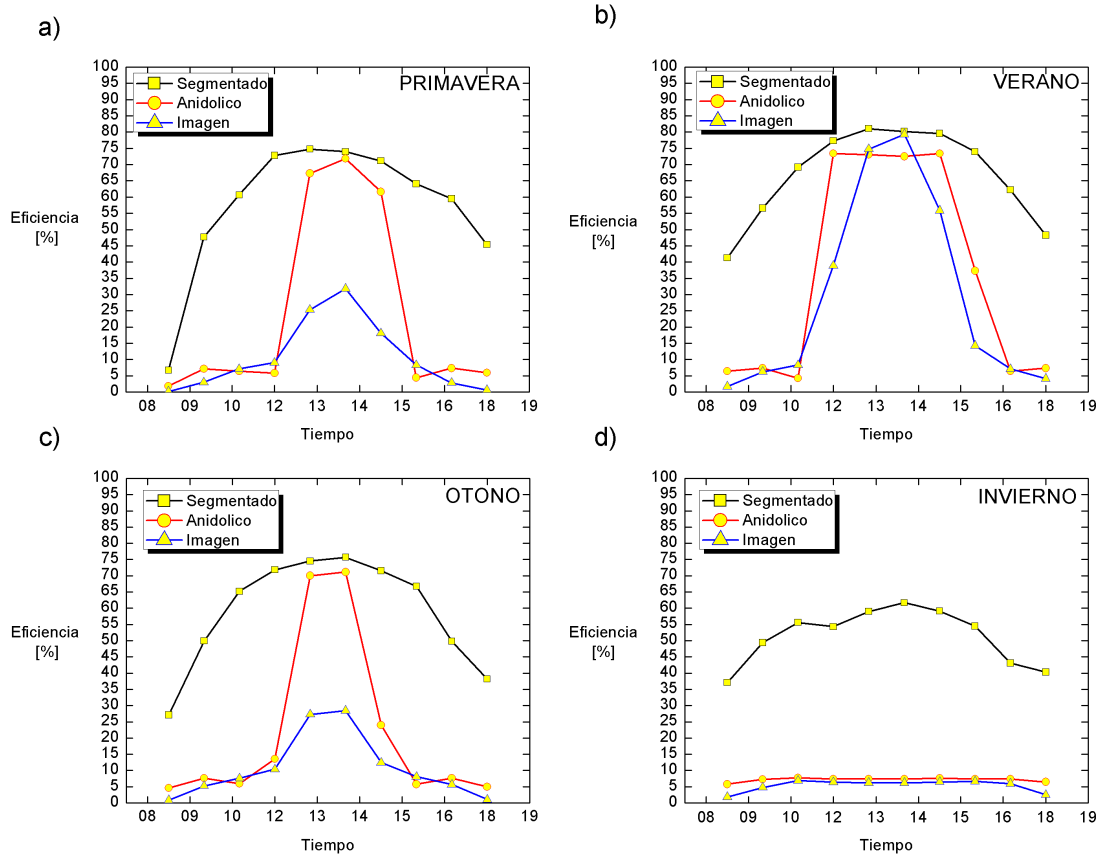 a)
PRIMAVERA
Segmentado
Anidolico
Imagen
100
95
90
85
80
75
70
65
60
55
50
45
40
35
30
25
20
15
10
5
0
Eficiencia
[%]
08 09 10 12 13 14 15 16 18 19
Tiempo
b)
VERANO
Segmentado
Anidolico
Imagen
100
95
90
85
80
75
70
65
60
55
50
45
40
35
30
25
20
15
10
5
0
Eficiencia
[%]
08 09 10 12 13 14 15 16 18 19
Tiempo
c)
OTONO
Segmentado
Anidolico
Imagen
100
95
90
85
80
75
70
65
60
55
50
45
40
35
30
25
20
15
10
5
0
Eficiencia
[%]
08 09 10 12 13 14 15 16 18 19
Tiempo
d)
INVIERNO
Segmentado
Anidolico
Imagen
100
95
90
85
80
75
70
65
60
55
50
45
40
35
30
25
20
15
10
5
0
Eficiencia
[%]
08 09 10 12 13 14 15 16 18 19
Tiempo